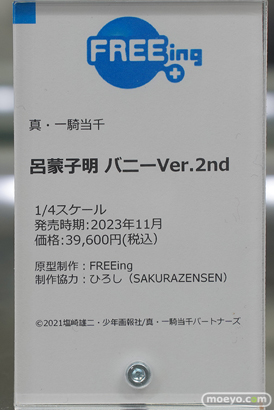 FREEing
真・一騎当千
呂蒙子明 バニーVer.2nd
1/4スケール
発売時期:2023年11月
価格:39,600円(税込)
原型制作：FREEing
制作協力：ひろし（SAKURAZENSEN）
©2021塩崎雄二・少年画報社/真・一騎当千パートナーズ
moeyo.com